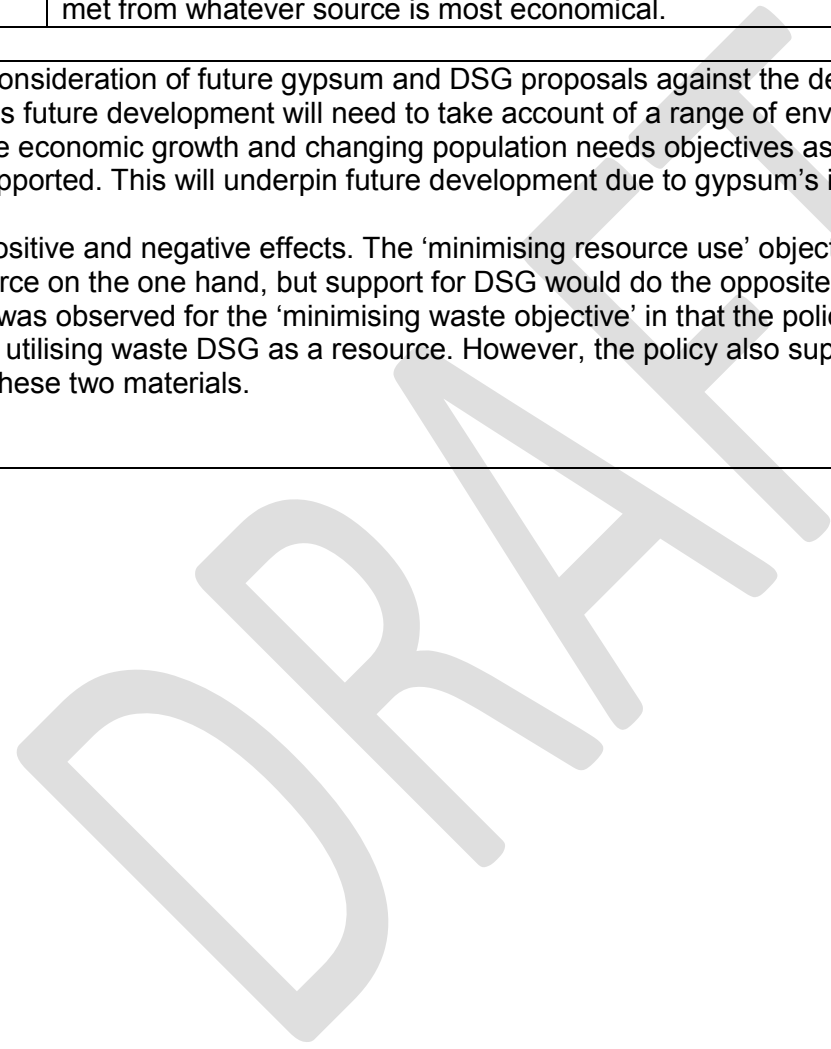 met from whatever source is most economical.
onsideration of future gypsum and DSG proposals against the de
s future development will need to take account of a range of env
e economic growth and changing population needs objectives as
pported. This will underpin future development due to gypsum's i
ositive and negative effects. The ‘minimising resource use’ object
rce on the one hand, but support for DSG would do the opposite
was observed for the ‘minimising waste objective’ in that the polic
utilising waste DSG as a resource. However, the policy also sup
hese two materials.
DRAFT